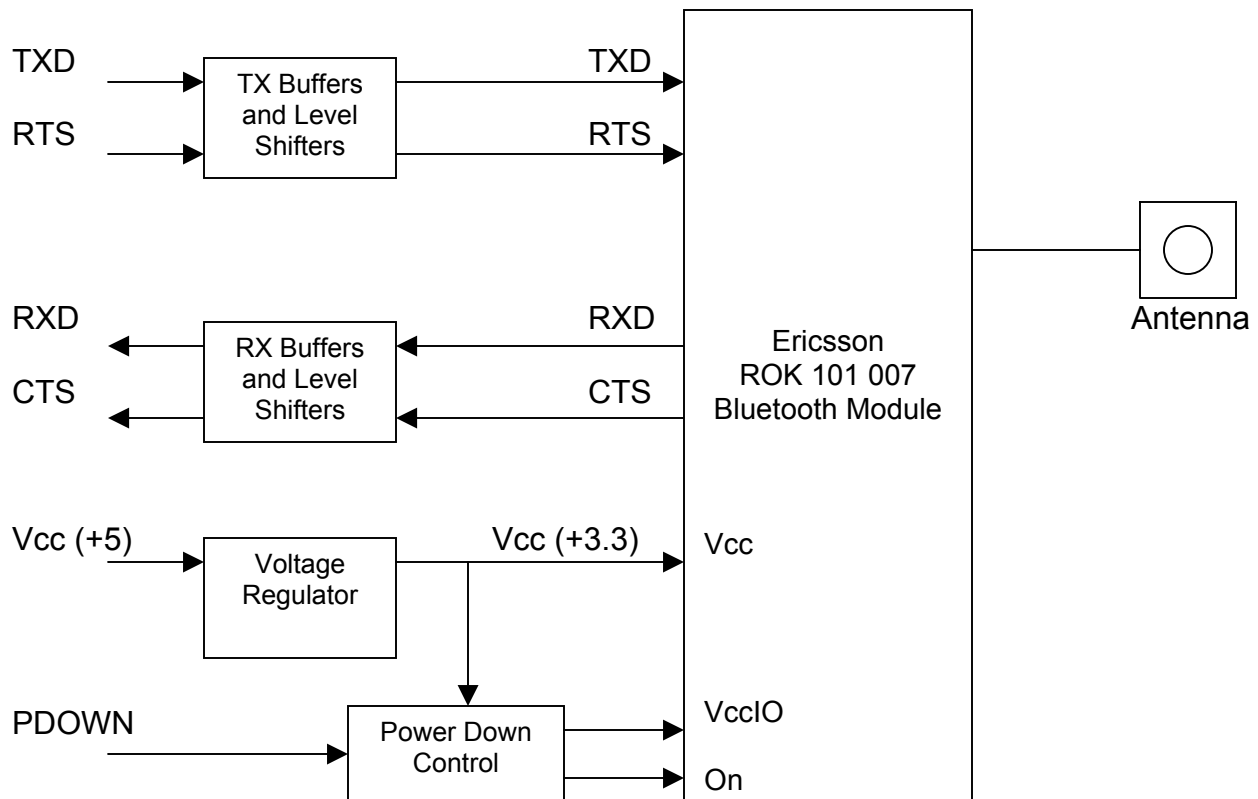 TXD
TX Buffers
and Level
Shifters
TXD
RTS
RTS
RXD
RX Buffers
and Level
Shifters
RXD
CTS
CTS
Ericsson
ROK 101 007
Bluetooth Module
Antenna
Vcc (+5)
Voltage
Regulator
Vcc (+3.3)
Vcc
PDOWN
Power Down
Control
VccIO
On